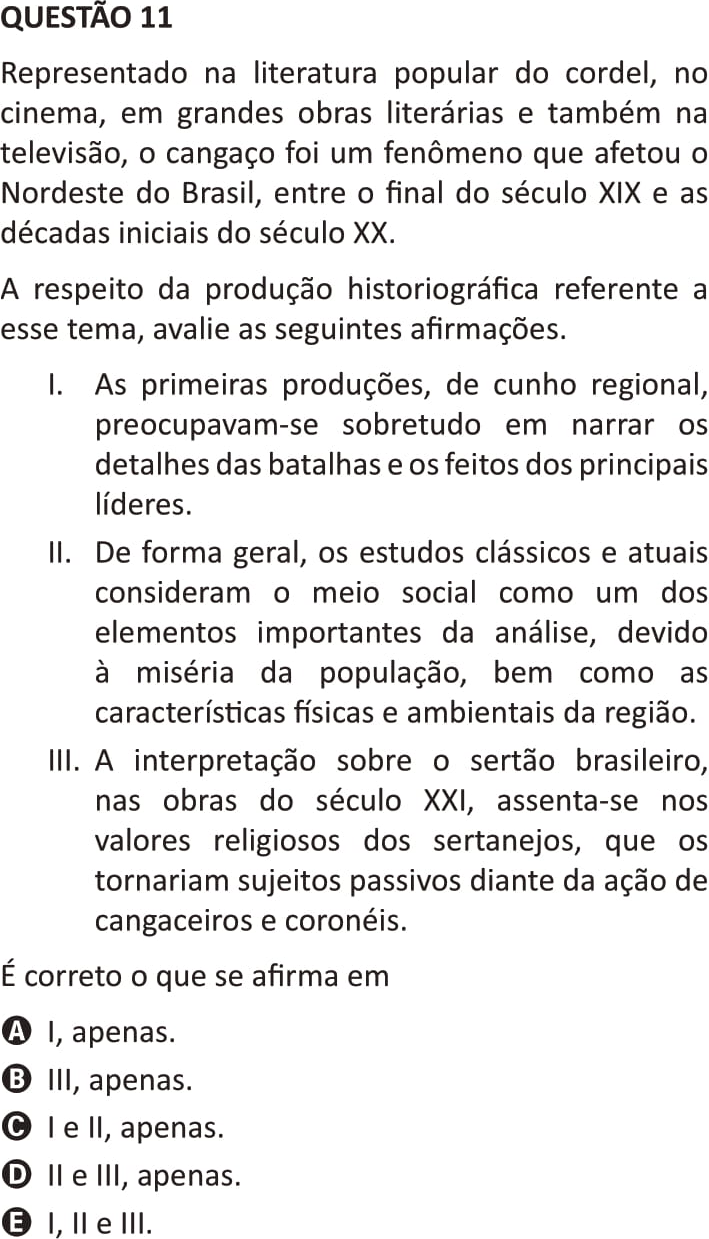 QUESTÃO 11
Representado na literatura popular do cordel, no
cinema, em grandes obras literárias e também na
televisão, o cangaço foi um fenômeno que afetou o
Nordeste do Brasil, entre o final do século XIX e as
décadas iniciais do século XX.
A respeito da produção historiográfica referente a
esse tema, avalie as seguintes afirmações.
I. As primeiras produções, de cunho regional,
preocupavam-se sobretudo em narrar os
detalhes das batalhas e os feitos dos principais
líderes.
II. De forma geral, os estudos clássicos e atuais
consideram o meio social como um dos
elementos importantes da análise, devido
à miséria da população, bem como as
características físicas e ambientais da região.
III. A interpretação sobre o sertão brasileiro,
nas obras do século XXI, assenta-se nos
valores religiosos dos sertanejos, que os
tornariam sujeitos passivos diante da ação de
cangaceiros e coronéis.
É correto o que se afirma em
A I, apenas.
B III, apenas.
C I e II, apenas.
D II e III, apenas.
E I, II e III.